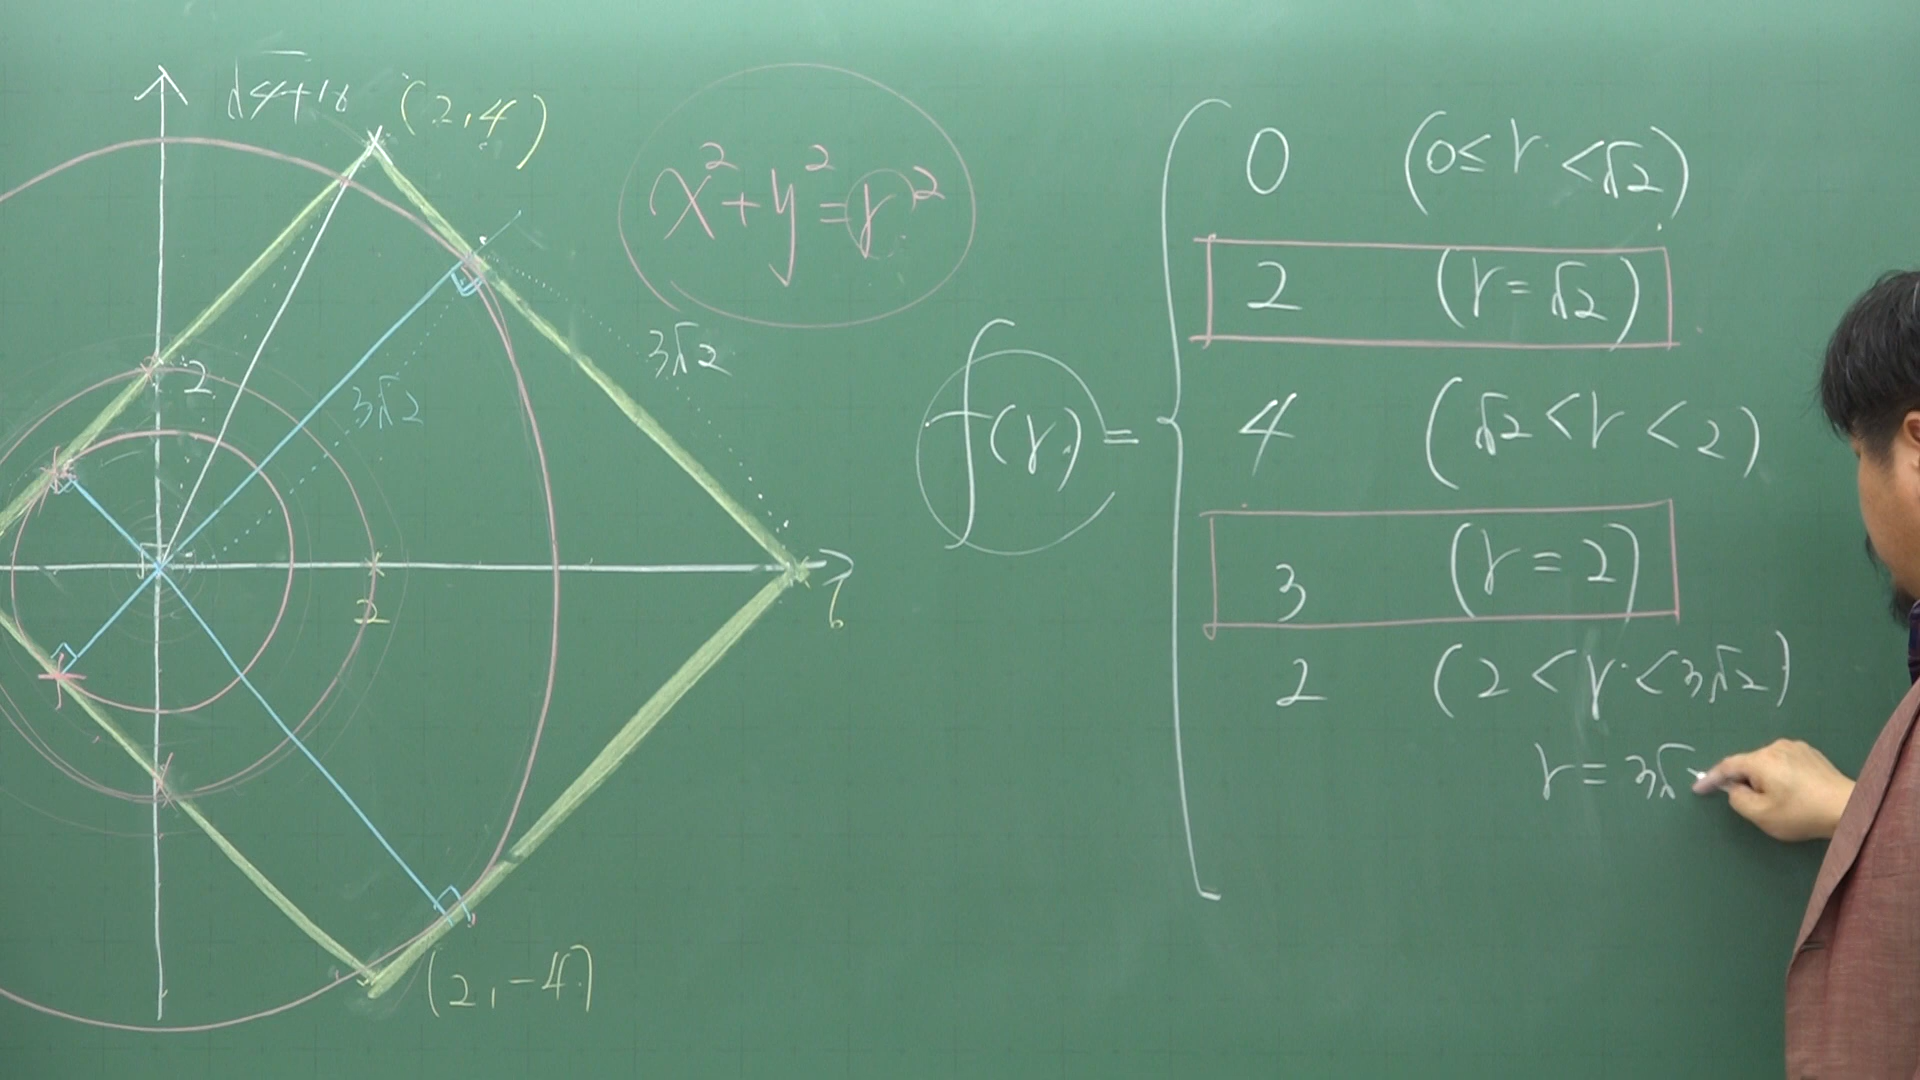 √4+16 (2,4)
x²+y²=r²
2
3√2
3√2
2
6
(2,-4)
f(r)=
0 (0≤r<√2)
2 (r=√2)
4 (√2<r<2)
3 (r=2)
2 (2<r<3√2)
r=3√